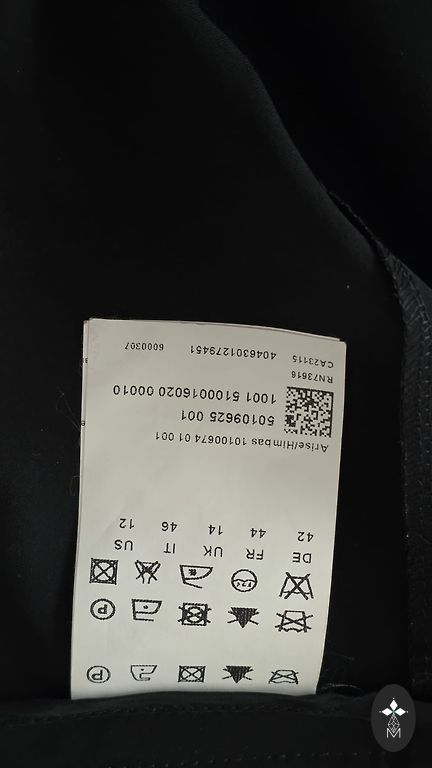 DE FR UK IT US
42 44 14 46 12
Arise/Himbas 10100674 01 001
50109625 001
1001 5100016020 00010
RN73616
CA23115 4046301279451 6000307
M